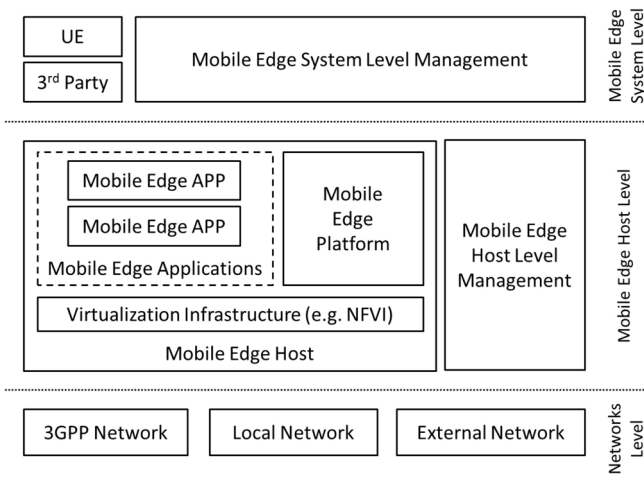 UE
3rd Party
Mobile Edge System Level Management
Mobile Edge
System Level
Mobile Edge APP
Mobile Edge APP
Mobile Edge Applications
Mobile
Edge
Platform
Virtualization Infrastructure (e.g. NFVI)
Mobile Edge Host
Mobile Edge
Host Level
Management
Mobile Edge Host Level
3GPP Network
Local Network
External Network
Networks
Level